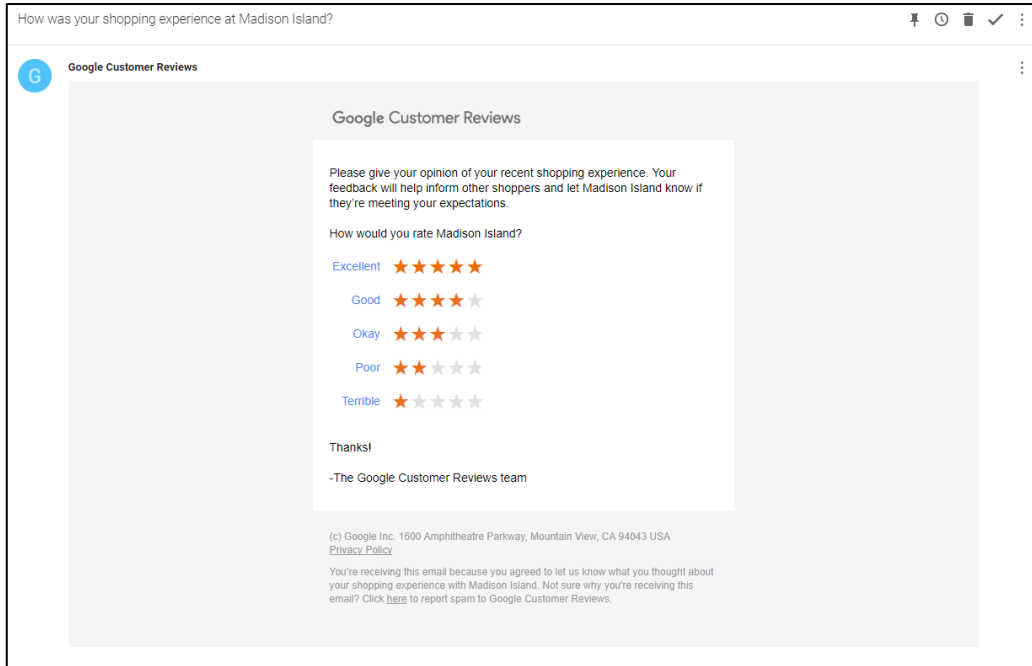 How was your shopping experience at Madison Island?
G
Google Customer Reviews
Google Customer Reviews
Please give your opinion of your recent shopping experience. Your
feedback will help inform other shoppers and let Madison Island know if
they're meeting your expectations.
How would you rate Madison Island?
Excellent
Good
Okay
Poor
Terrible
Thanks!
-The Google Customer Reviews team
(c) Google Inc. 1600 Amphitheatre Parkway, Mountain View, CA 94043 USA
Privacy Policy
You're receiving this email because you agreed to let us know what you thought about
your shopping experience with Madison Island. Not sure why you're receiving this
email? Click here to report spam to Google Customer Reviews.